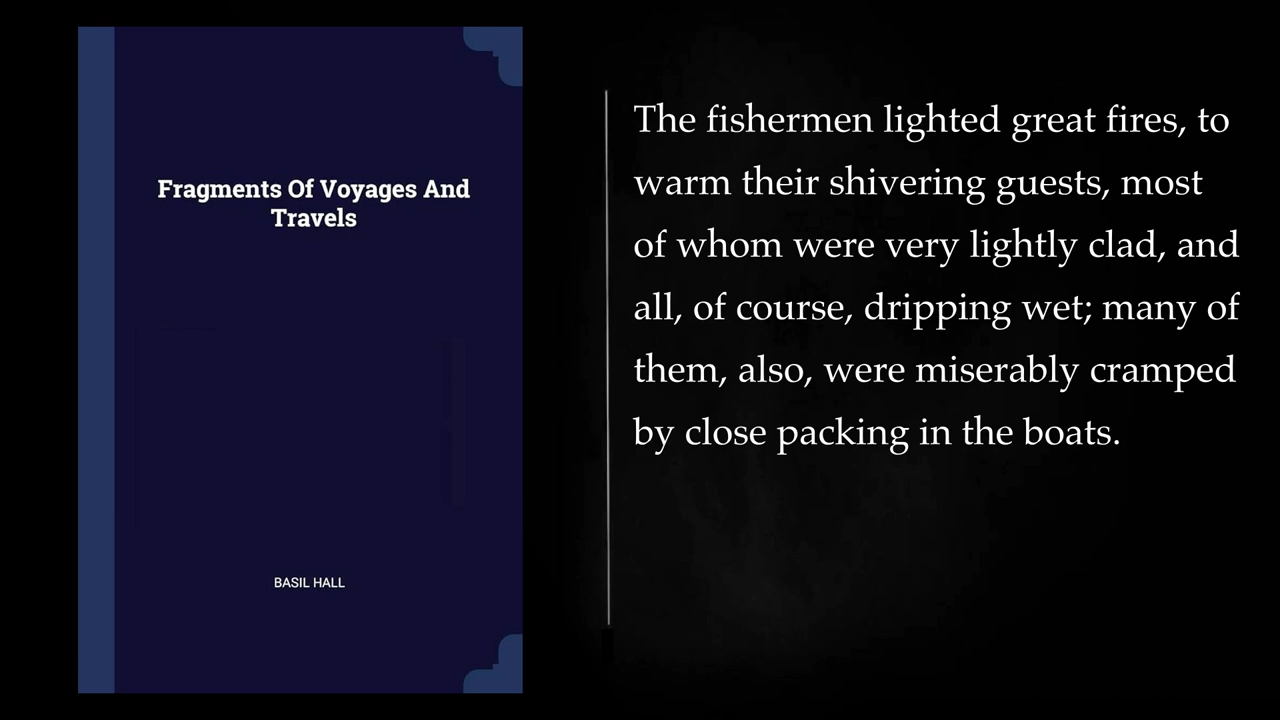 Fragments Of Voyages And
Travels
BASIL HALL
The fishermen lighted great fires, to
warm their shivering guests, most
of whom were very lightly clad, and
all, of course, dripping wet; many of
them, also, were miserably cramped
by close packing in the boats.